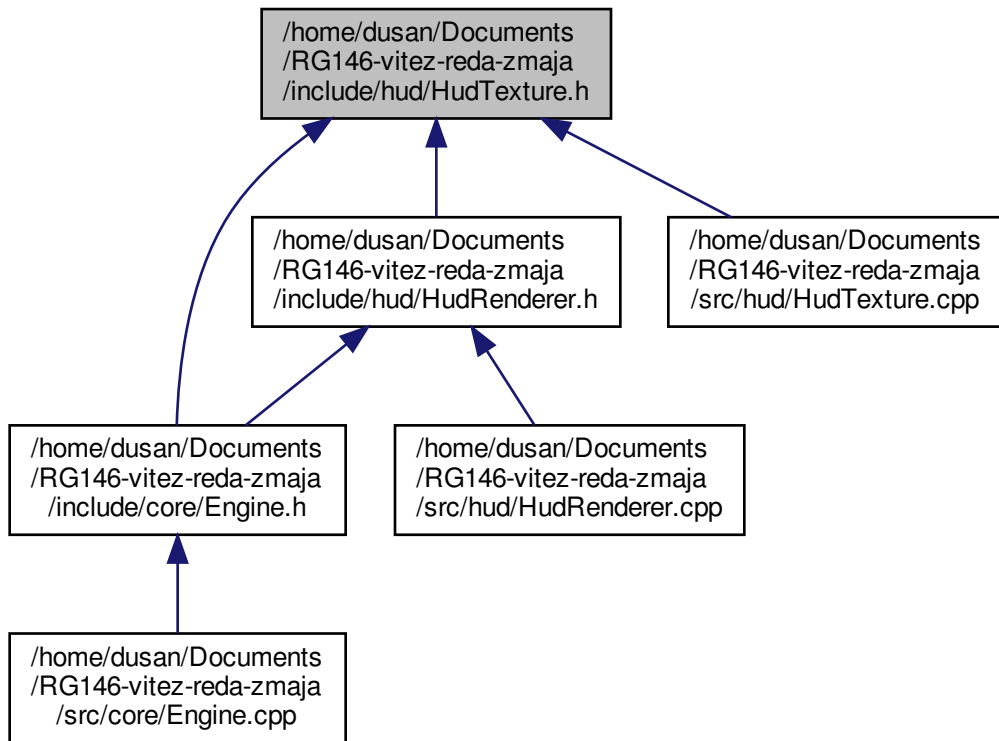 /home/dusan/Documents
/RG146-vitez-reda-zmaja
/include/hud/HudTexture.h
/home/dusan/Documents
/RG146-vitez-reda-zmaja
/include/hud/HudRenderer.h
/home/dusan/Documents
/RG146-vitez-reda-zmaja
/src/hud/HudTexture.cpp
/home/dusan/Documents
/RG146-vitez-reda-zmaja
/include/core/Engine.h
/home/dusan/Documents
/RG146-vitez-reda-zmaja
/src/hud/HudRenderer.cpp
/home/dusan/Documents
/RG146-vitez-reda-zmaja
/src/core/Engine.cpp